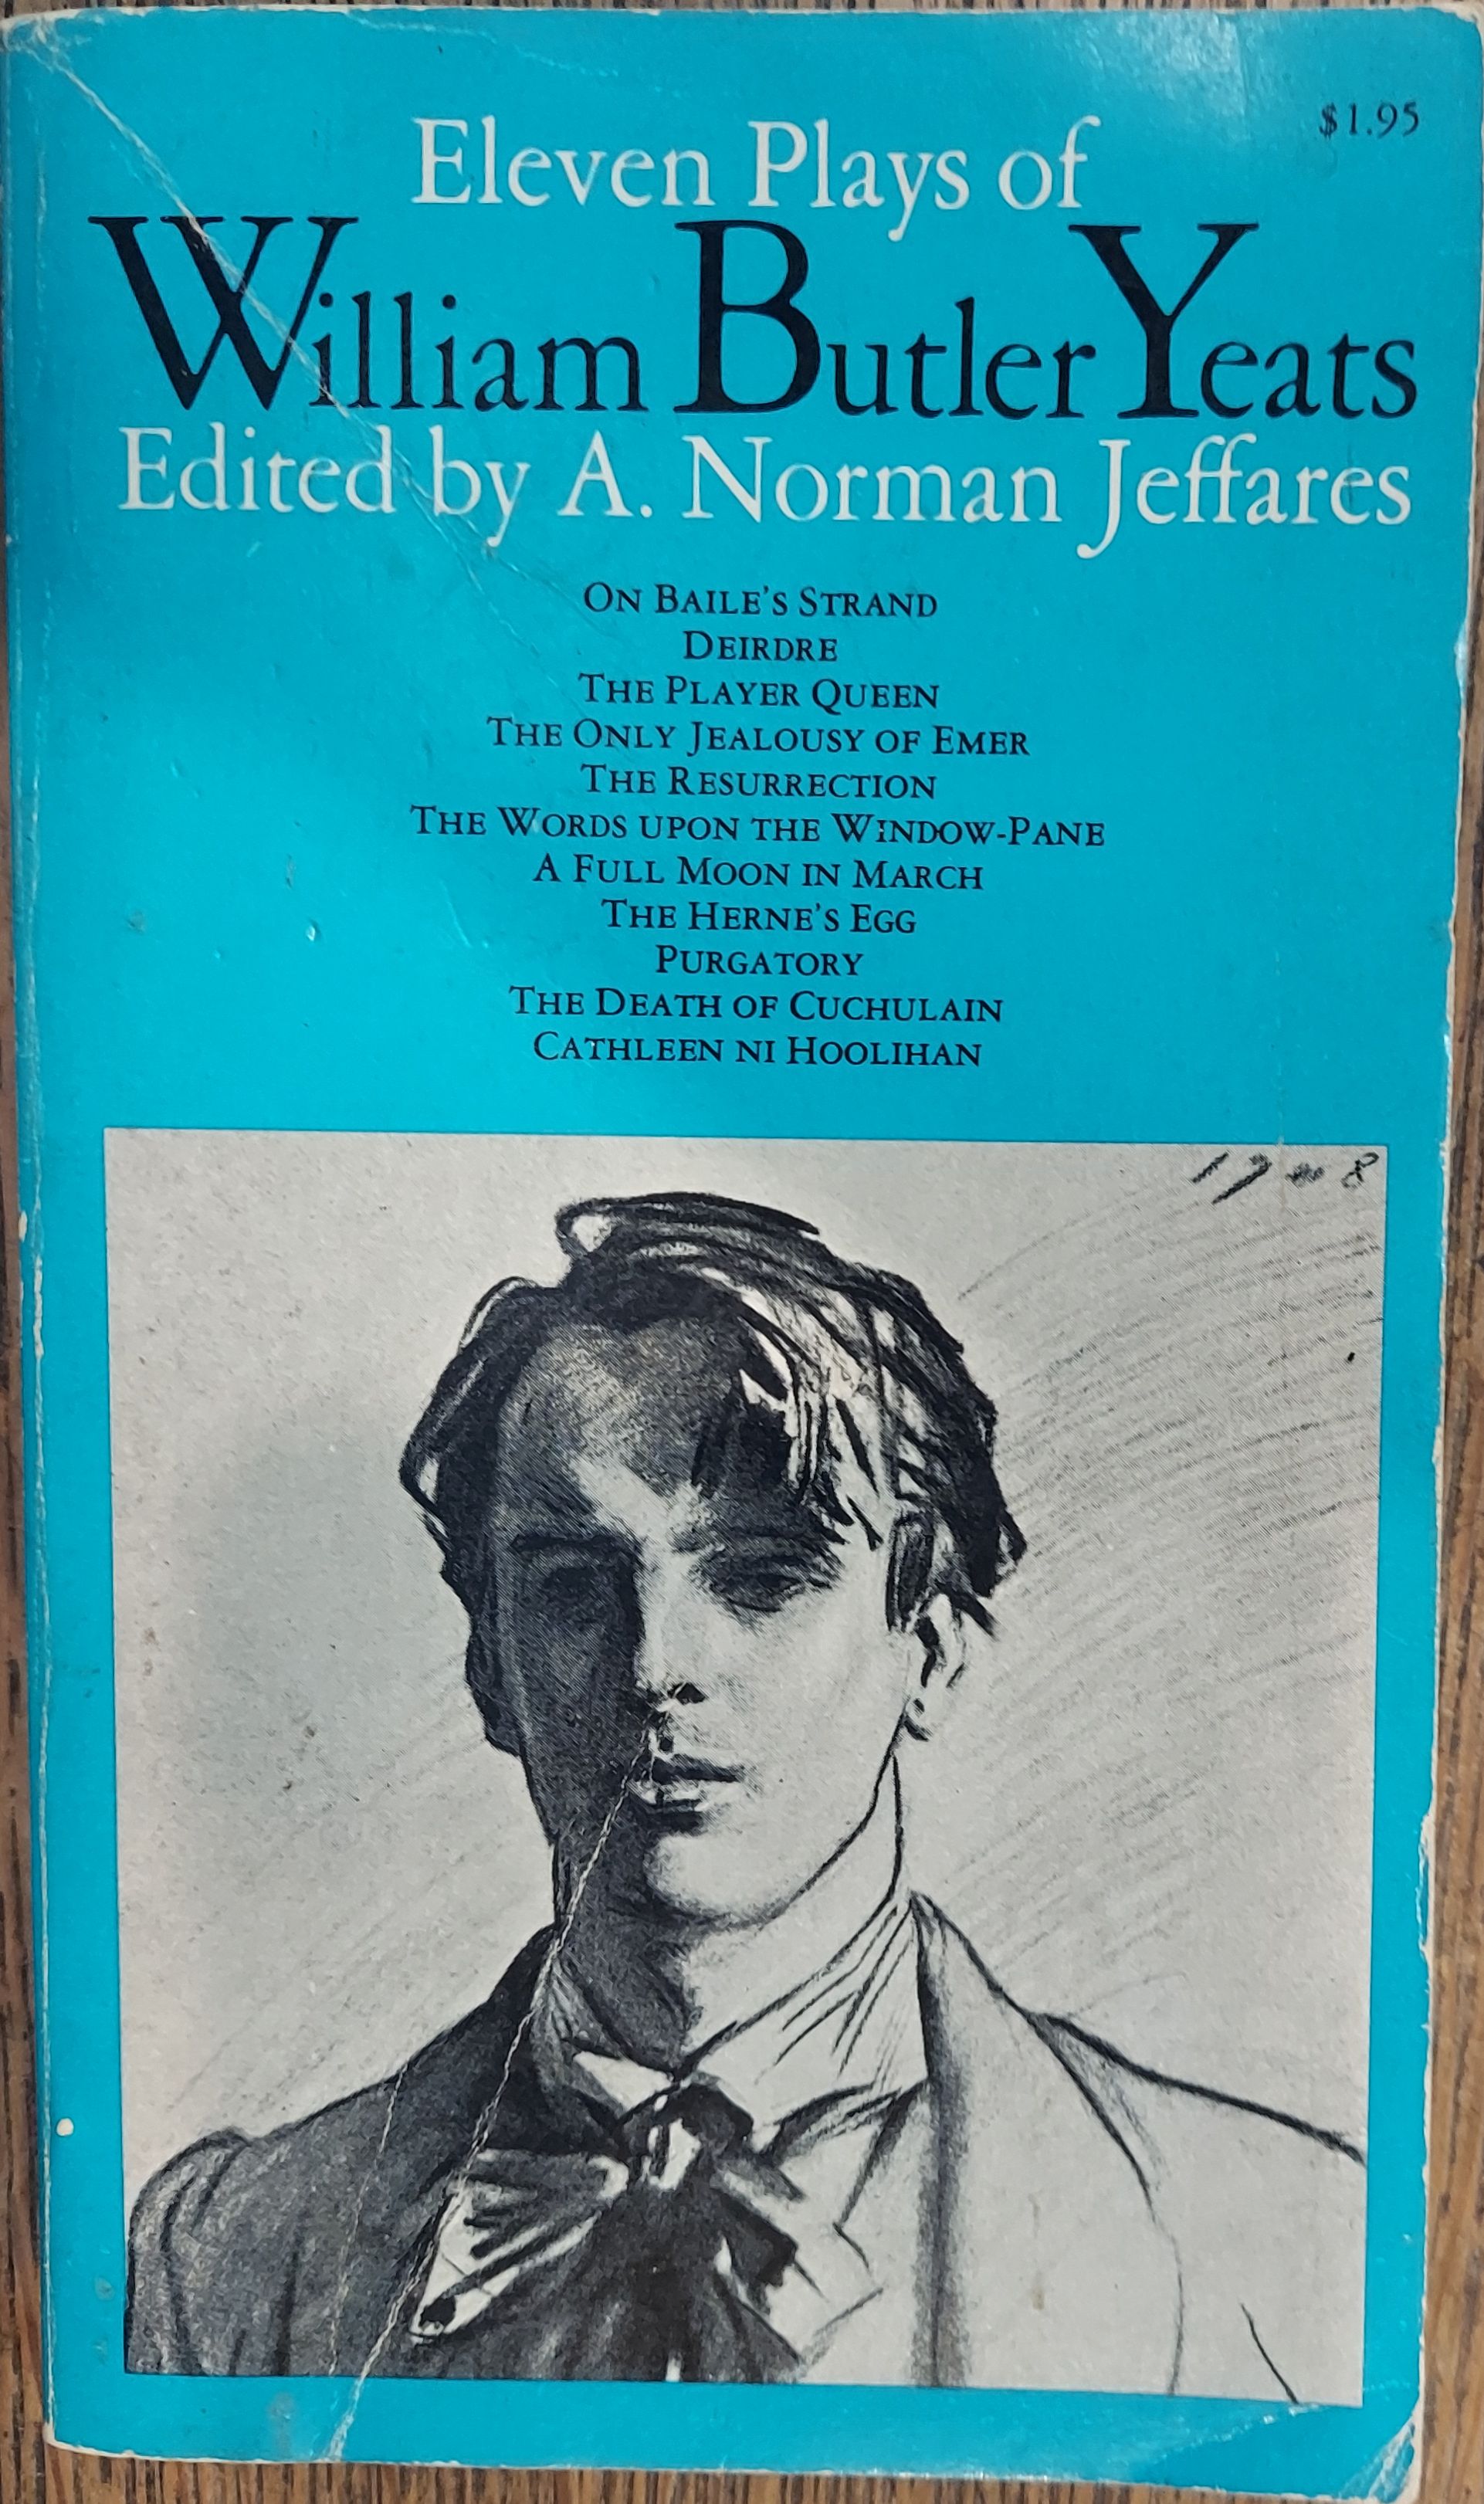 $1.95
Eleven Plays of
William Butler Yeats
Edited by A. Norman Jeffares
ON BAILE'S STRAND
DEIRDRE
THE PLAYER QUEEN
THE ONLY JEALOUSY OF EMER
THE RESURRECTION
THE WORDS UPON THE WINDOW-PANE
A FULL MOON IN MARCH
THE HERNE'S EGG
PURGATORY
THE DEATH OF CUCHULAIN
CATHLEEN NI HOOLIHAN